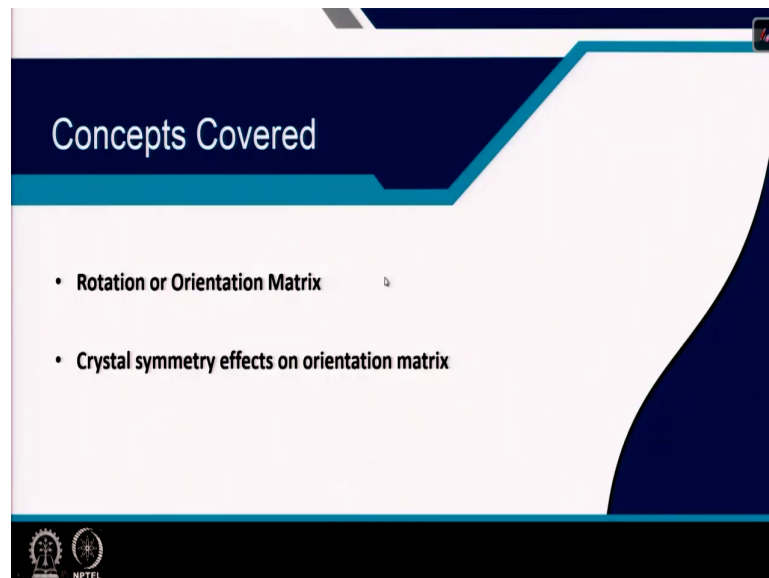 Concepts Covered
• Rotation or Orientation Matrix
• Crystal symmetry effects on orientation matrix
NPTEL